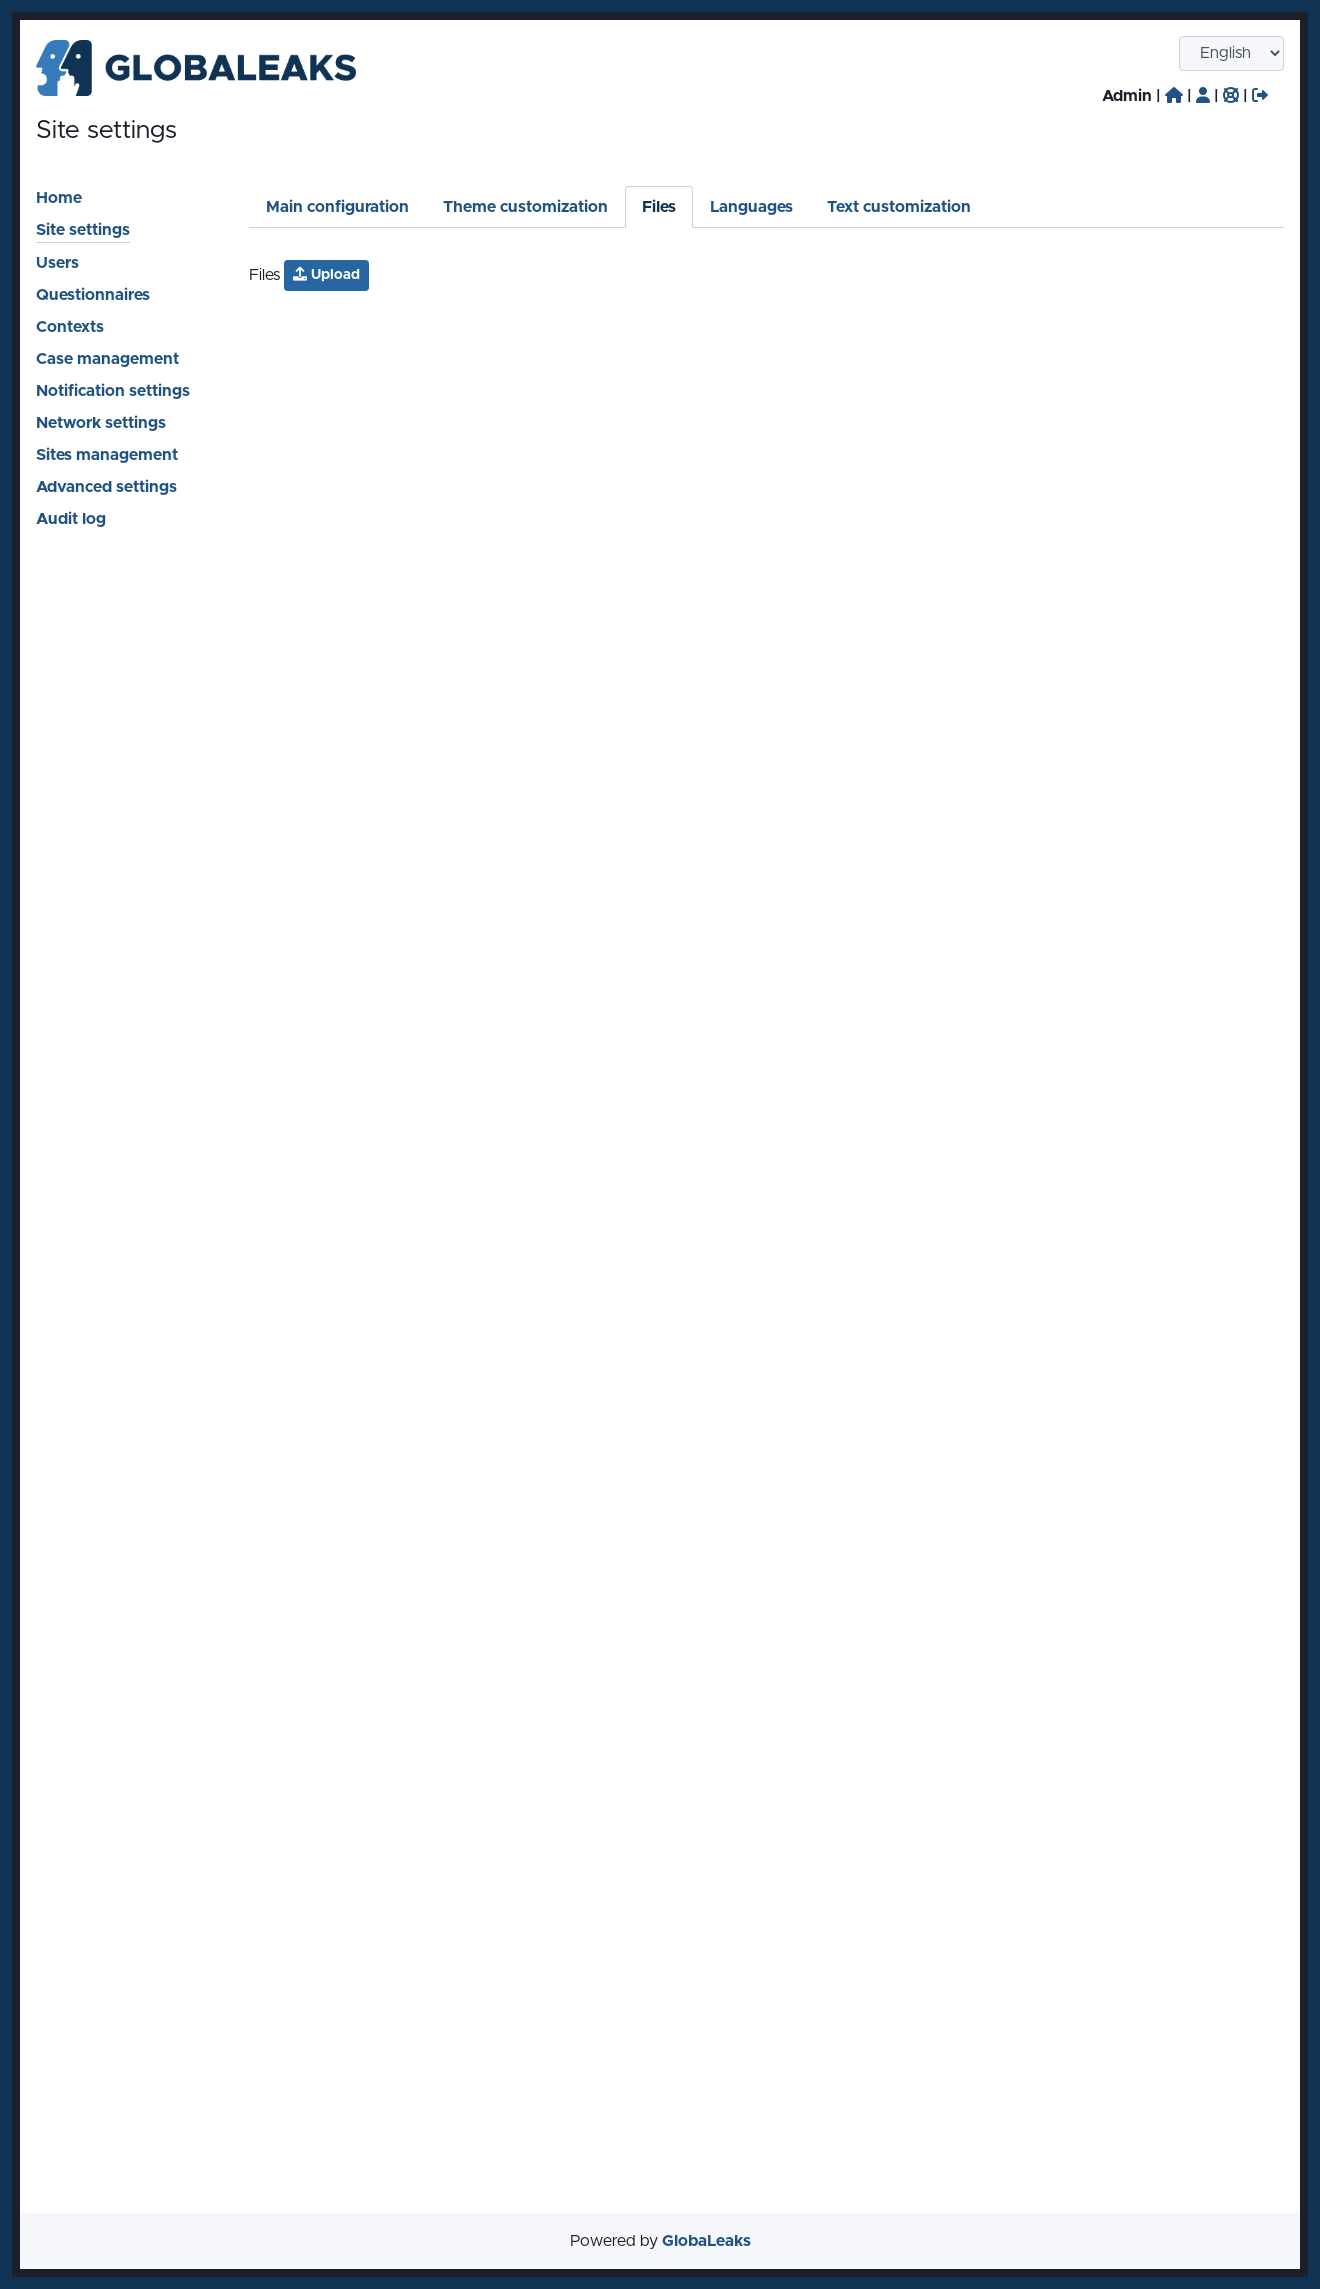 GLOBALEAKS
English
Admin | | | |
Site settings
Home
Site settings
Users
Questionnaires
Contexts
Case management
Notification settings
Network settings
Sites management
Advanced settings
Audit log
Main configuration Theme customization Files Languages Text customization
Files Upload
Powered by GlobaLeaks